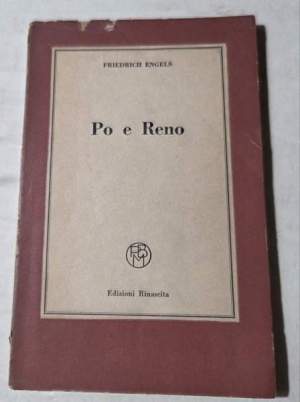 FRIEDRICH ENGELS
Po e Reno
Edizioni Rinascita